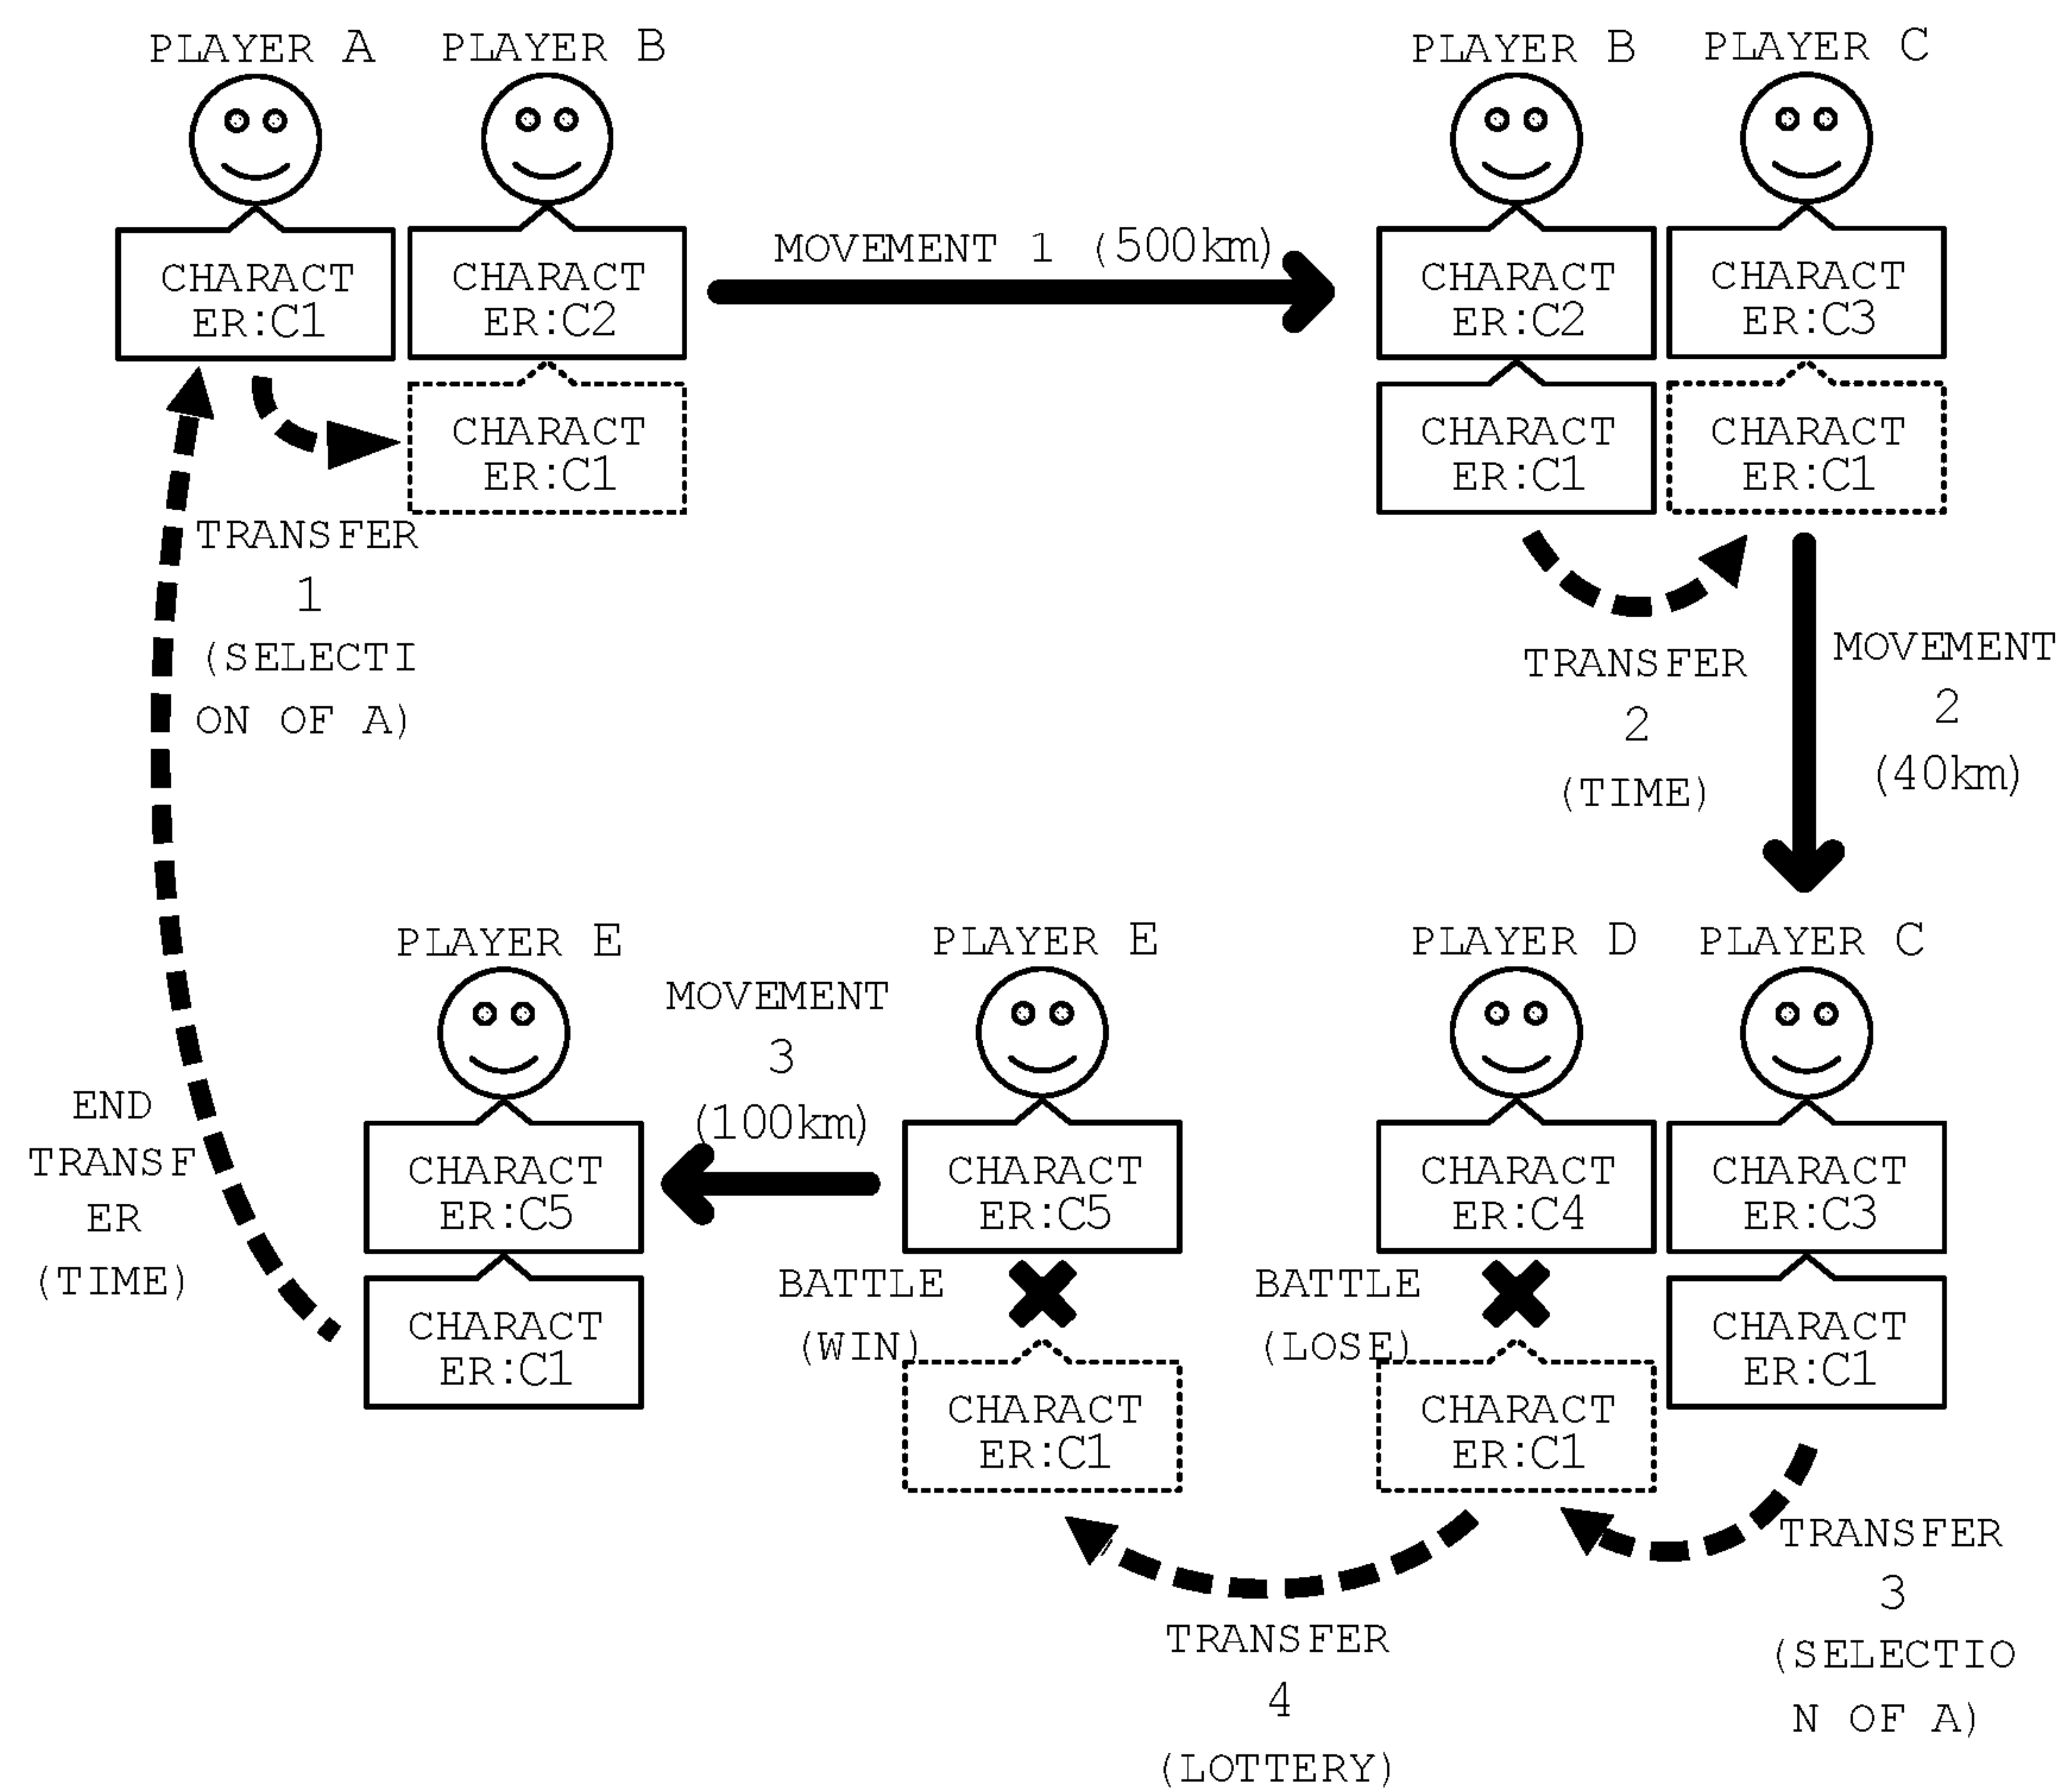 PLAYER A
PLAYER B
PLAYER B
PLAYER C
CHARACT
ER:C1
CHARACT
ER:C2
MOVEMENT 1 (500km)
CHARACT
ER:C2
CHARACT
ER:C3
CHARACT
ER:C1
CHARACT
ER:C1
CHARACT
ER:C1
TRANSFER
1
(SELECTI
ON OF A)
TRANSFER
2
(TIME)
MOVEMENT
2
(40km)
PLAYER E
PLAYER E
PLAYER D
PLAYER C
MOVEMENT
3
(100km)
END
TRANSF
ER
(TIME)
CHARACT
ER:C5
CHARACT
ER:C5
CHARACT
ER:C4
CHARACT
ER:C3
CHARACT
ER:C1
BATTLE
(WIN)
CHARACT
ER:C1
BATTLE
(LOSE)
CHARACT
ER:C1
CHARACT
ER:C1
TRANSFER
3
(SELECTIO
N OF A)
TRANSFER
4
(LOTTERY)